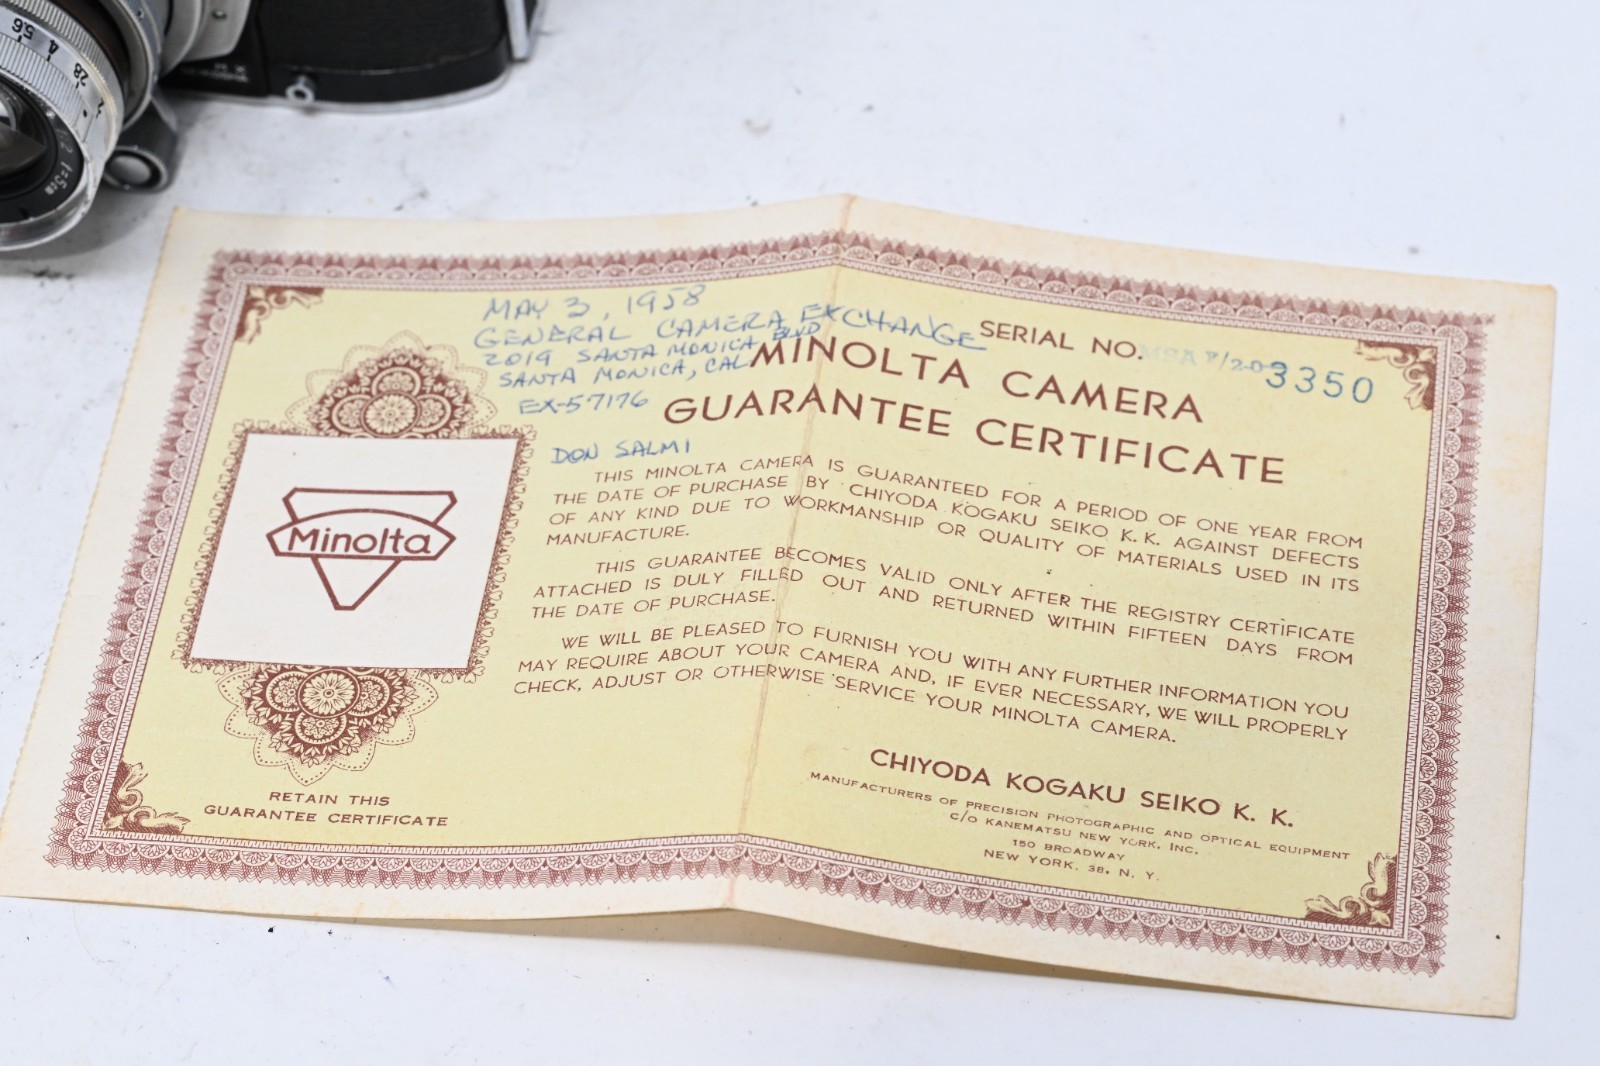 5.6
4
2.8
2
MAY 3, 1958
GENERAL CAMERA EXCHANGE
2019 SANTA MONICA BLVD
SANTA MONICA, CAL
EX-57176
DON SALMI
SERIAL NO. 3350
MINOLTA CAMERA
GUARANTEE CERTIFICATE
THIS MINOLTA CAMERA IS GUARANTEED FOR A PERIOD OF ONE YEAR FROM
THE DATE OF PURCHASE BY CHIYODA KOGAKU SEIKO K. K. AGAINST DEFECTS
OF ANY KIND DUE TO WORKMANSHIP OR QUALITY OF MATERIALS USED IN ITS
MANUFACTURE.
THIS GUARANTEE BECOMES VALID ONLY AFTER THE REGISTRY CERTIFICATE
ATTACHED IS DULY FILLED OUT AND RETURNED WITHIN FIFTEEN DAYS FROM
THE DATE OF PURCHASE.
WE WILL BE PLEASED TO FURNISH YOU WITH ANY FURTHER INFORMATION YOU
MAY REQUIRE ABOUT YOUR CAMERA AND, IF EVER NECESSARY, WE WILL PROPERLY
CHECK, ADJUST OR OTHERWISE SERVICE YOUR MINOLTA CAMERA.
CHIYODA KOGAKU SEIKO K. K.
MANUFACTURERS OF PRECISION PHOTOGRAPHIC AND OPTICAL EQUIPMENT
C/O KANEMATSU NEW YORK, INC.
150 BROADWAY
NEW YORK. 38, N. Y.
Minolta
RETAIN THIS
GUARANTEE CERTIFICATE